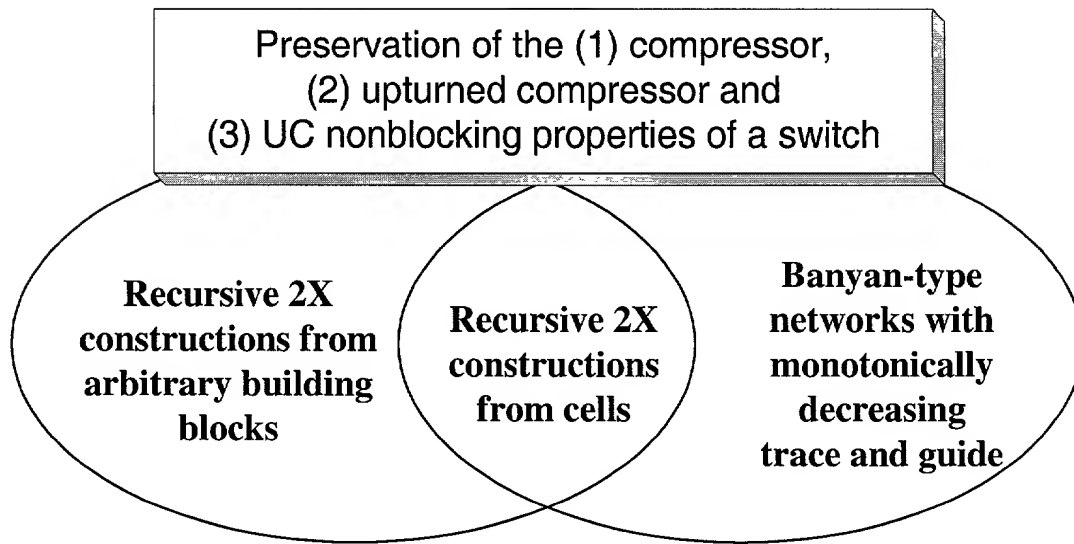 Preservation of the (1) compressor,
(2) upturned compressor and
(3) UC nonblocking properties of a switch
Recursive 2X
constructions from
arbitrary building
blocks
Recursive 2X
constructions
from cells
Banyan-type
networks with
monotonically
decreasing
trace and guide